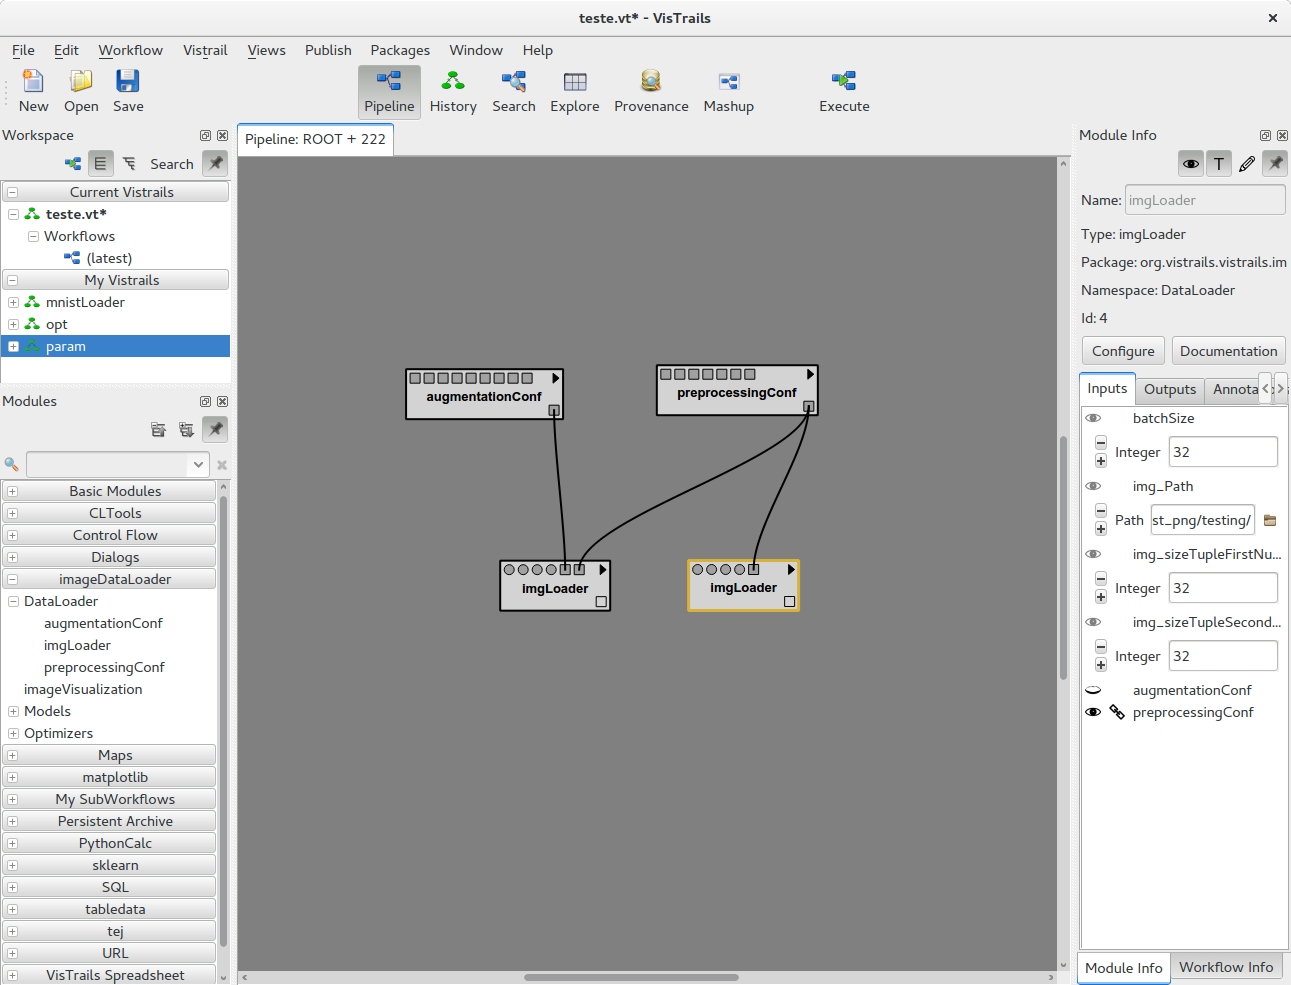 teste.vt* - VisTrails
File Edit Workflow Vistrail Views Publish Packages Window Help
New Open Save Pipeline History Search Explore Provenance Mashup Execute
Workspace
Search
Current Vistrails
teste.vt*
Workflows
(latest)
My Vistrails
mnistLoader
opt
param
Modules
Basic Modules
CLTools
Control Flow
Dialogs
imageDataLoader
DataLoader
augmentationConf
imgLoader
preprocessingConf
imageVisualization
Models
Optimizers
Maps
matplotlib
My SubWorkflows
Persistent Archive
PythonCalc
sklearn
SQL
tabledata
tej
URL
VisTrails Spreadsheet
Pipeline: ROOT + 222
augmentationConf
preprocessingConf
imgLoader
imgLoader
Module Info
T
Name: imgLoader
Type: imgLoader
Package: org.vistrails.vistrails.im
Namespace: DataLoader
Id: 4
Configure Documentation
Inputs Outputs Annota
batchSize
Integer 32
img_Path
Path st_png/testing/
img_sizeTupleFirstNu...
Integer 32
img_sizeTupleSecond...
Integer 32
augmentationConf
preprocessingConf
Module Info Workflow Info